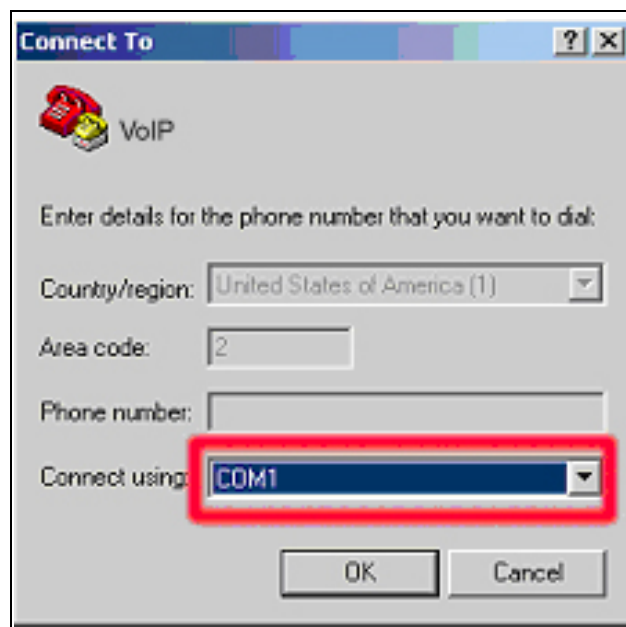 Connect To
VoIP
Enter details for the phone number that you want to dial:
Country/region: United States of America (1)
Area code: 2
Phone number:
Connect using: COM1
OK Cancel